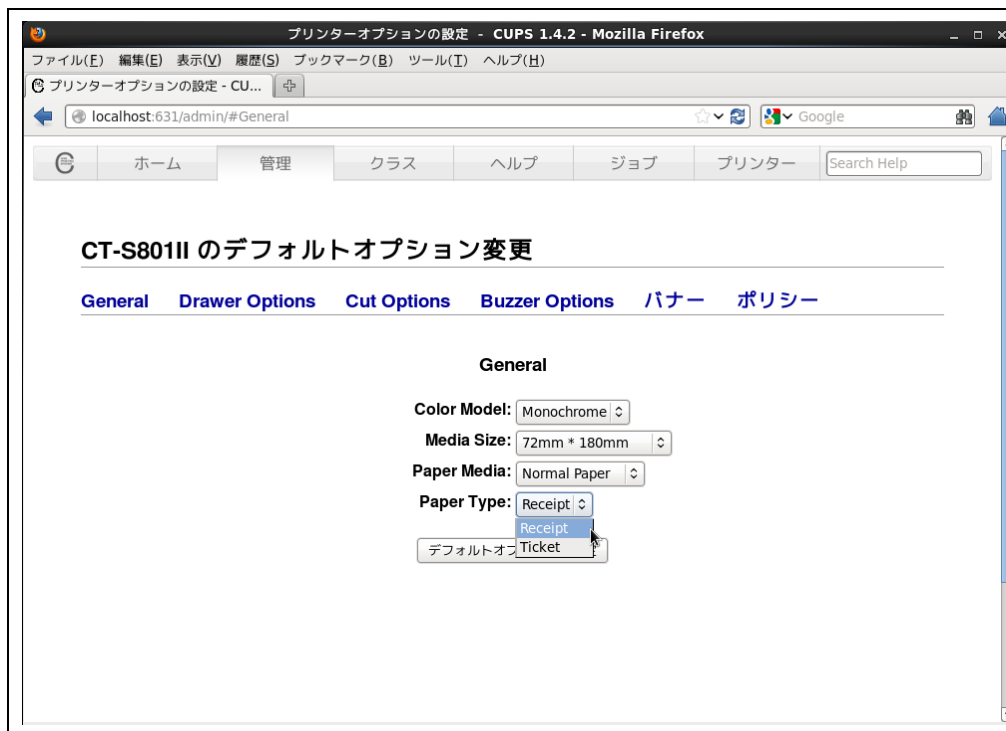 プリンターオプションの設定 - CUPS 1.4.2 - Mozilla Firefox
ファイル(F) 編集(E) 表示(V) 履歴(S) ブックマーク(B) ツール(T) ヘルプ(H)
プリンターオプションの設定 - CU...
localhost:631/admin/#General Google
ホーム 管理 クラス ヘルプ ジョブ プリンター Search Help
CT-S801II のデフォルトオプション変更
General Drawer Options Cut Options Buzzer Options バナー ポリシー
General
Color Model: Monochrome
Media Size: 72mm * 180mm
Paper Media: Normal Paper
Paper Type: Receipt
Receipt
デフォルトオプ Ticket